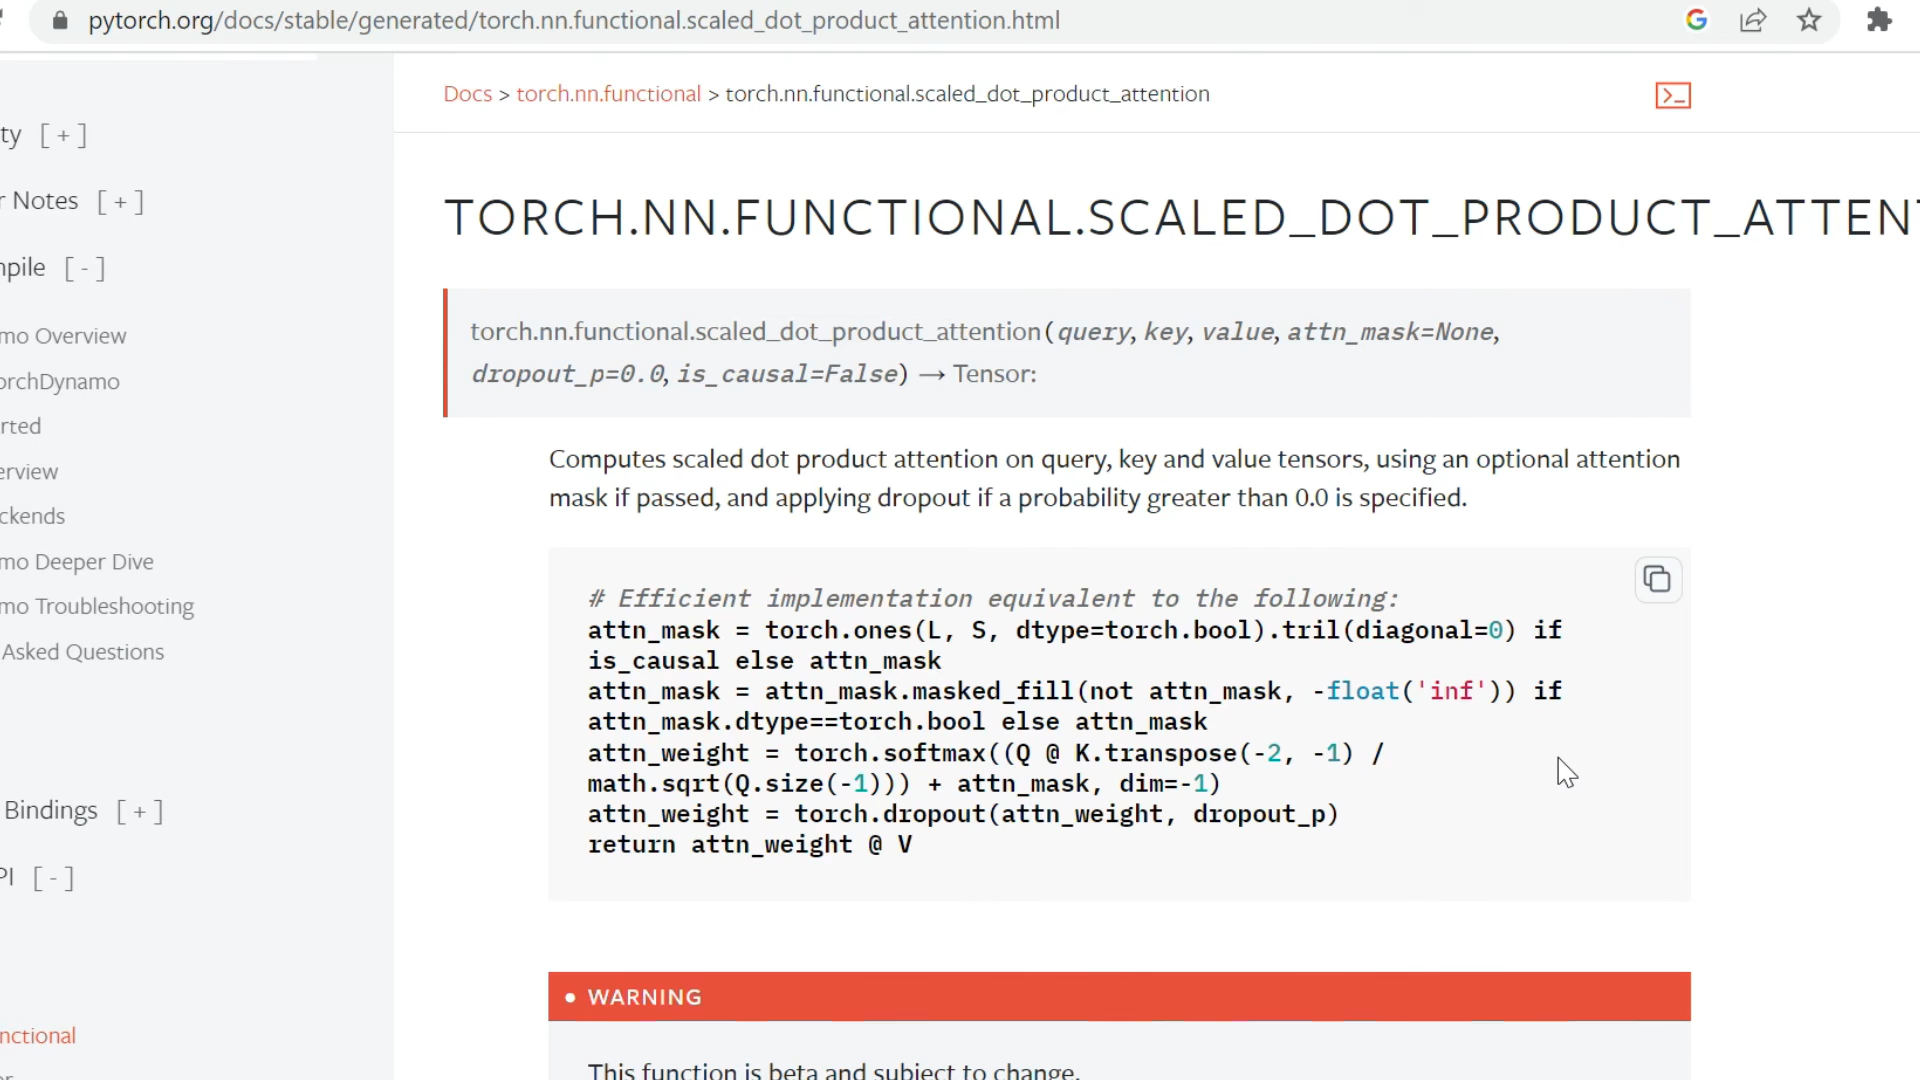 pytorch.org/docs/stable/generated/torch.nn.functional.scaled_dot_product_attention.html
Docs > torch.nn.functional > torch.nn.functional.scaled_dot_product_attention
ty [ + ]
r Notes [ + ]
mpile [ - ]
mo Overview
orchDynamo
rted
erview
ckends
mo Deeper Dive
mo Troubleshooting
Asked Questions
Bindings [ + ]
PI [ - ]
nctional
TORCH.NN.FUNCTIONAL.SCALED_DOT_PRODUCT_ATTENT
torch.nn.functional.scaled_dot_product_attention(query, key, value, attn_mask=None,
dropout_p=0.0, is_causal=False) → Tensor:
Computes scaled dot product attention on query, key and value tensors, using an optional attention
mask if passed, and applying dropout if a probability greater than 0.0 is specified.
# Efficient implementation equivalent to the following:
attn_mask = torch.ones(L, S, dtype=torch.bool).tril(diagonal=0) if
is_causal else attn_mask
attn_mask = attn_mask.masked_fill(not attn_mask, -float('inf')) if
attn_mask.dtype==torch.bool else attn_mask
attn_weight = torch.softmax((Q @ K.transpose(-2, -1) /
math.sqrt(Q.size(-1))) + attn_mask, dim=-1)
attn_weight = torch.dropout(attn_weight, dropout_p)
return attn_weight @ V
• WARNING
This function is beta and subject to change.